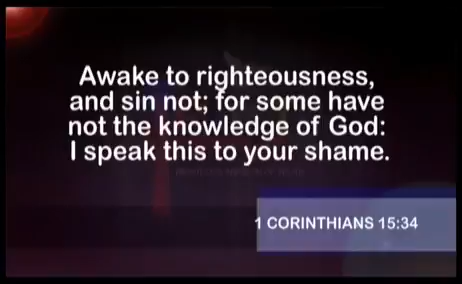 Awake to righteousness,
and sin not; for some have
not the knowledge of God:
I speak this to your shame.
1 CORINTHIANS 15:34